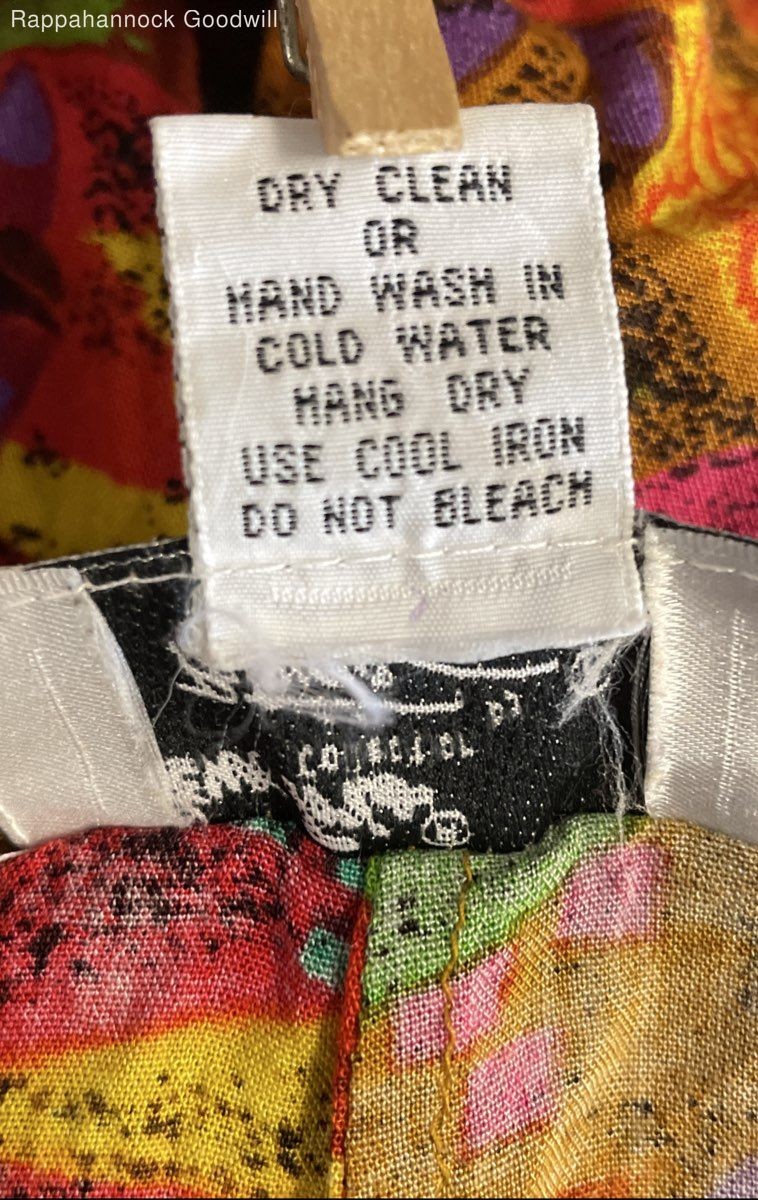 Rappahannock Goodwill
DRY CLEAN
OR
HAND WASH IN
COLD WATER
HANG DRY
USE COOL IRON
DO NOT BLEACH